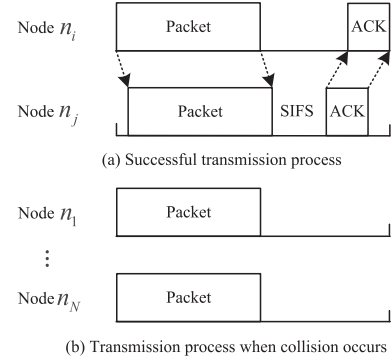 Node n_i Packet ACK
Node n_j Packet SIFS ACK
(a) Successful transmission process
Node n_1 Packet
⋮
Node n_N Packet
(b) Transmission process when collision occurs